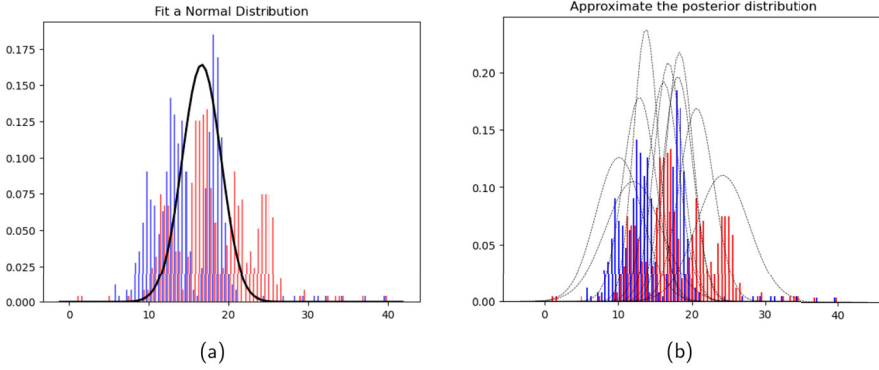 Fit a Normal Distribution
0.175
0.150
0.125
0.100
0.075
0.050
0.025
0.000
0 10 20 30 40
(a)
Approximate the posterior distribution
0.20
0.15
0.10
0.05
0.00
0 10 20 30 40
(b)